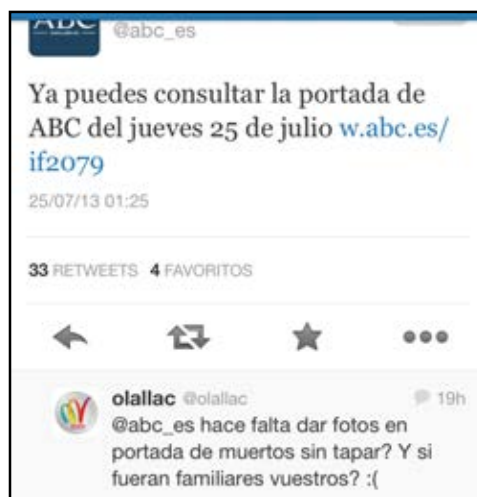 ABC
@abc_es
Ya puedes consultar la portada de
ABC del jueves 25 de julio w.abc.es/
if2079
25/07/13 01:25
33 RETWEETS 4 FAVORITOS
olallac @olallac 19h
@abc_es hace falta dar fotos en
portada de muertos sin tapar? Y si
fueran familiares vuestros? :(